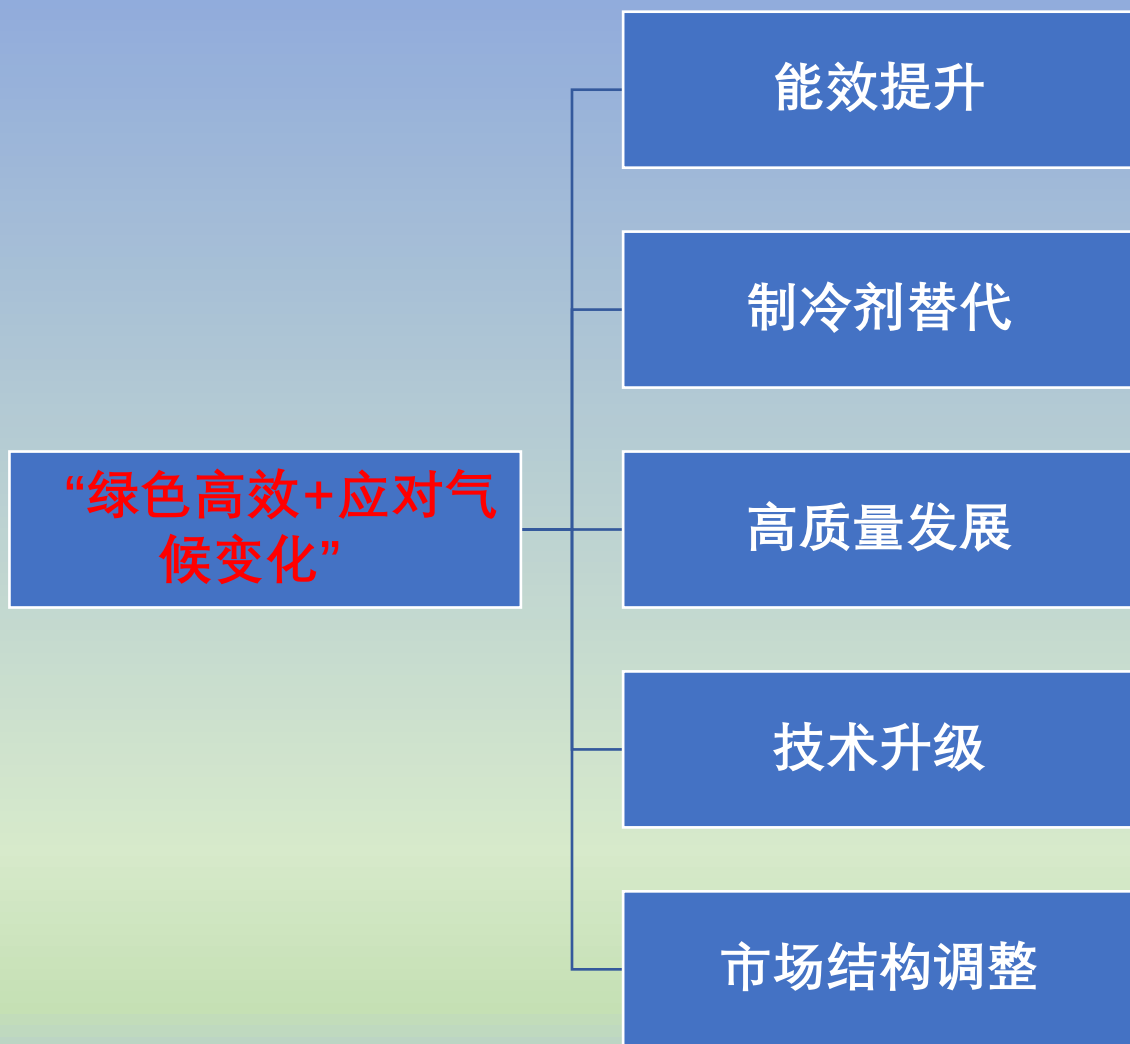 能效提升
制冷剂替代
“绿色高效+应对气
候变化”
高质量发展
技术升级
市场结构调整